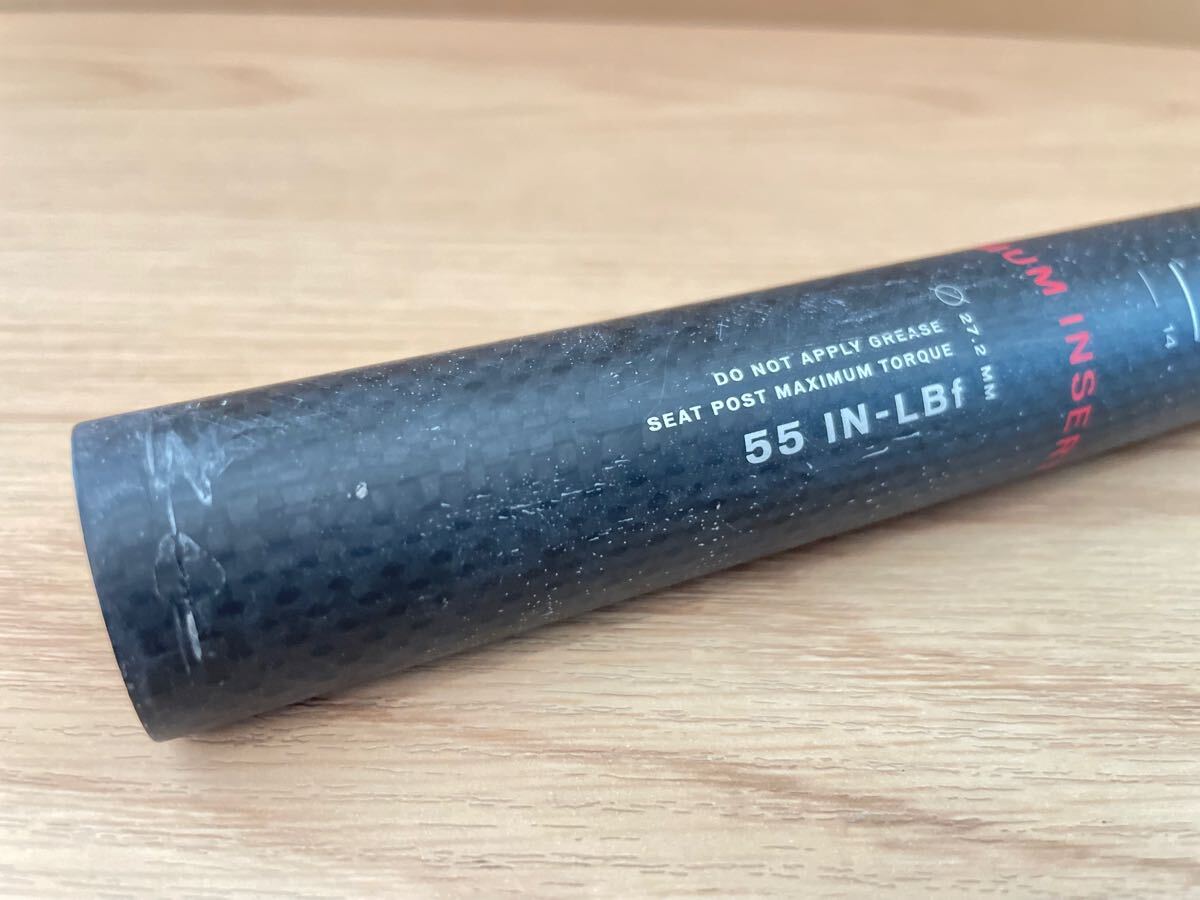 DO NOT APPLY GREASE
SEAT POST MAXIMUM TORQUE
55 IN-LBf
Ø 27.2 MM
14